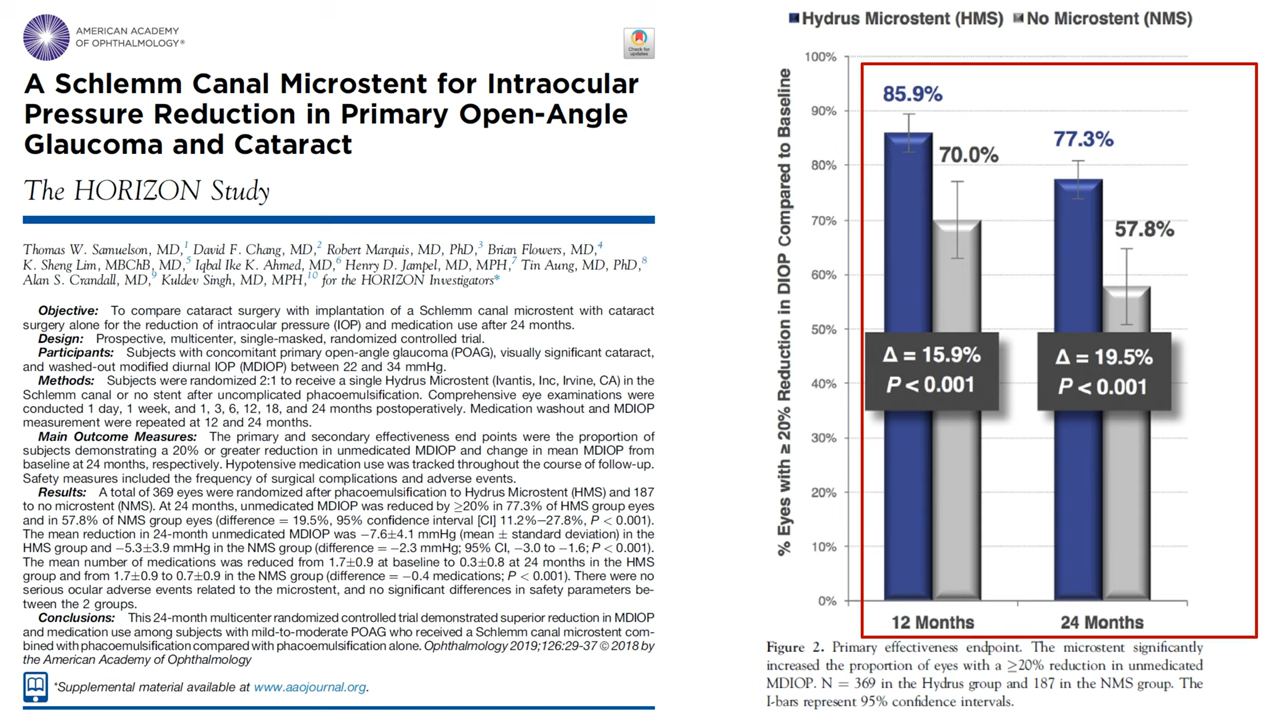 AMERICAN ACADEMY
OF OPHTHALMOLOGY®
Check for
updates
A Schlemm Canal Microstent for Intraocular
Pressure Reduction in Primary Open-Angle
Glaucoma and Cataract
The HORIZON Study
Thomas W. Samuelson, MD,1 David F. Chang, MD,2 Robert Marquis, MD, PhD,3 Brian Flowers, MD,4
K. Sheng Lim, MBChB, MD,5 Iqbal Ike K. Ahmed, MD,6 Henry D. Jampel, MD, MPH,7 Tin Aung, MD, PhD,8
Alan S. Crandall, MD,9 Kuldev Singh, MD, MPH,10 for the HORIZON Investigators*
Objective: To compare cataract surgery with implantation of a Schlemm canal microstent with cataract
surgery alone for the reduction of intraocular pressure (IOP) and medication use after 24 months.
Design: Prospective, multicenter, single-masked, randomized controlled trial.
Participants: Subjects with concomitant primary open-angle glaucoma (POAG), visually significant cataract,
and washed-out modified diurnal IOP (MDIOP) between 22 and 34 mmHg.
Methods: Subjects were randomized 2:1 to receive a single Hydrus Microstent (Ivantis, Inc, Irvine, CA) in the
Schlemm canal or no stent after uncomplicated phacoemulsification. Comprehensive eye examinations were
conducted 1 day, 1 week, and 1, 3, 6, 12, 18, and 24 months postoperatively. Medication washout and MDIOP
measurement were repeated at 12 and 24 months.
Main Outcome Measures: The primary and secondary effectiveness end points were the proportion of
subjects demonstrating a 20% or greater reduction in unmedicated MDIOP and change in mean MDIOP from
baseline at 24 months, respectively. Hypotensive medication use was tracked throughout the course of follow-up.
Safety measures included the frequency of surgical complications and adverse events.
Results: A total of 369 eyes were randomized after phacoemulsification to Hydrus Microstent (HMS) and 187
to no microstent (NMS). At 24 months, unmedicated MDIOP was reduced by ≥20% in 77.3% of HMS group eyes
and in 57.8% of NMS group eyes (difference = 19.5%, 95% confidence interval [CI] 11.2%–27.8%, P < 0.001).
The mean reduction in 24-month unmedicated MDIOP was −7.6±4.1 mmHg (mean ± standard deviation) in the
HMS group and −5.3±3.9 mmHg in the NMS group (difference = −2.3 mmHg; 95% CI, −3.0 to −1.6; P < 0.001).
The mean number of medications was reduced from 1.7±0.9 at baseline to 0.3±0.8 at 24 months in the HMS
group and from 1.7±0.9 to 0.7±0.9 in the NMS group (difference = −0.4 medications; P < 0.001). There were no
serious ocular adverse events related to the microstent, and no significant differences in safety parameters be-
tween the 2 groups.
Conclusions: This 24-month multicenter randomized controlled trial demonstrated superior reduction in MDIOP
and medication use among subjects with mild-to-moderate POAG who received a Schlemm canal microstent com-
bined with phacoemulsification compared with phacoemulsification alone. Ophthalmology 2019;126:29-37 © 2018 by
the American Academy of Ophthalmology
*Supplemental material available at www.aaojournal.org.
Hydrus Microstent (HMS) No Microstent (NMS)
% Eyes with ≥ 20% Reduction in DIOP Compared to Baseline
100%
90%
80%
70%
60%
50%
40%
30%
20%
10%
0%
85.9%
70.0%
77.3%
57.8%
Δ = 15.9%
P < 0.001
Δ = 19.5%
P < 0.001
12 Months
24 Months
Figure 2. Primary effectiveness endpoint. The microstent significantly
increased the proportion of eyes with a ≥20% reduction in unmedicated
MDIOP. N = 369 in the Hydrus group and 187 in the NMS group. The
I-bars represent 95% confidence intervals.